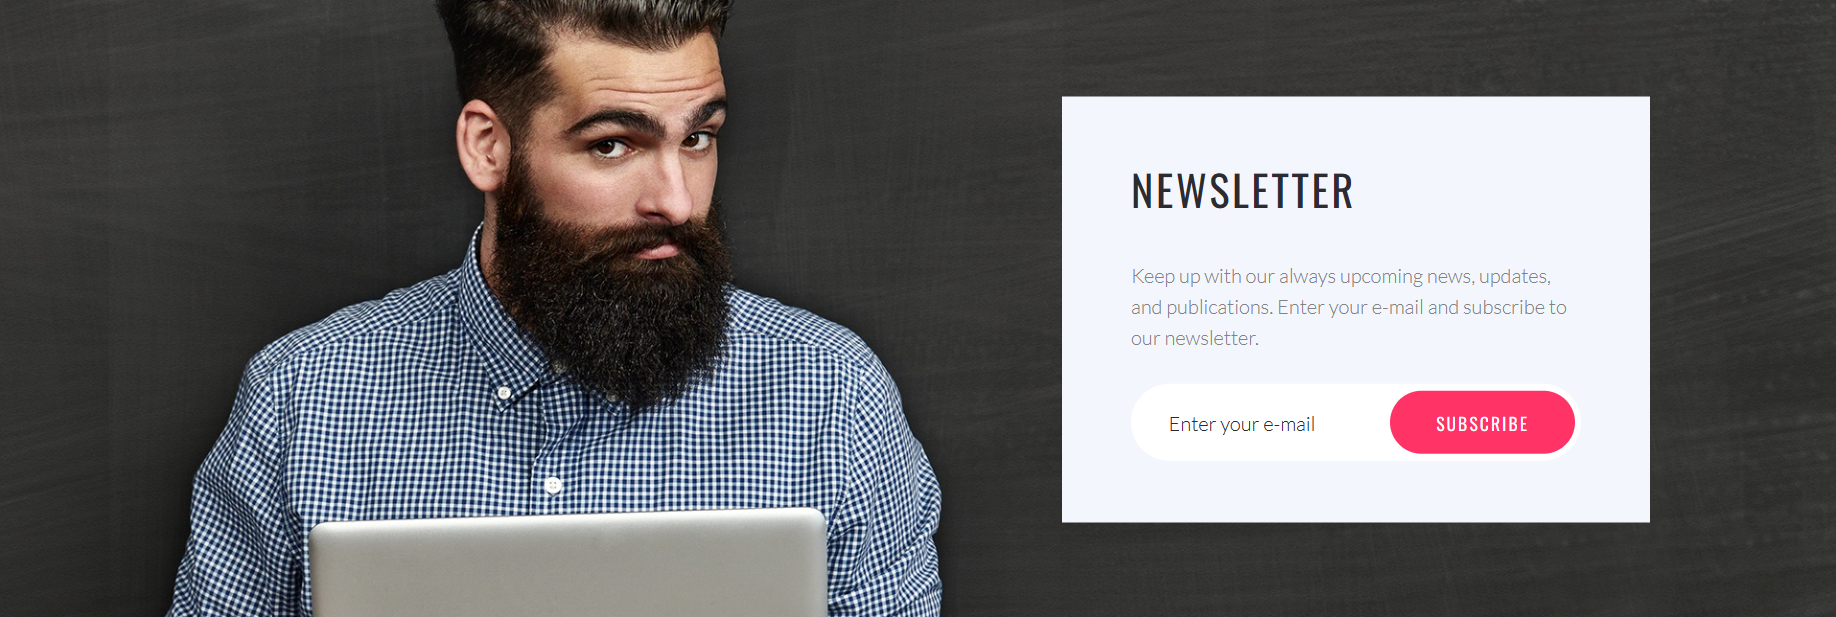 NEWSLETTER
Keep up with our always upcoming news, updates,
and publications. Enter your e-mail and subscribe to
our newsletter.
Enter your e-mail
SUBSCRIBE